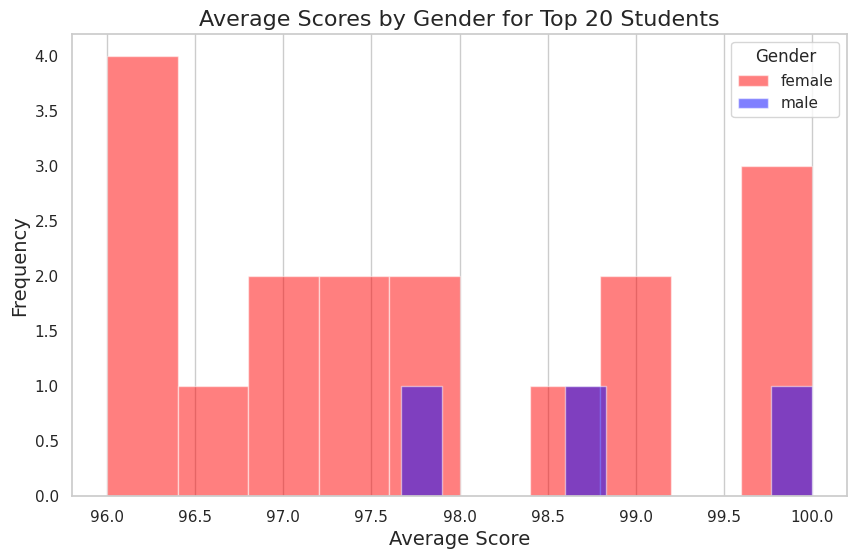 Average Scores by Gender for Top 20 Students
Gender
female
male
4.0
3.5
3.0
2.5
2.0
1.5
1.0
0.5
0.0
Frequency
96.0 96.5 97.0 97.5 98.0 98.5 99.0 99.5 100.0
Average Score